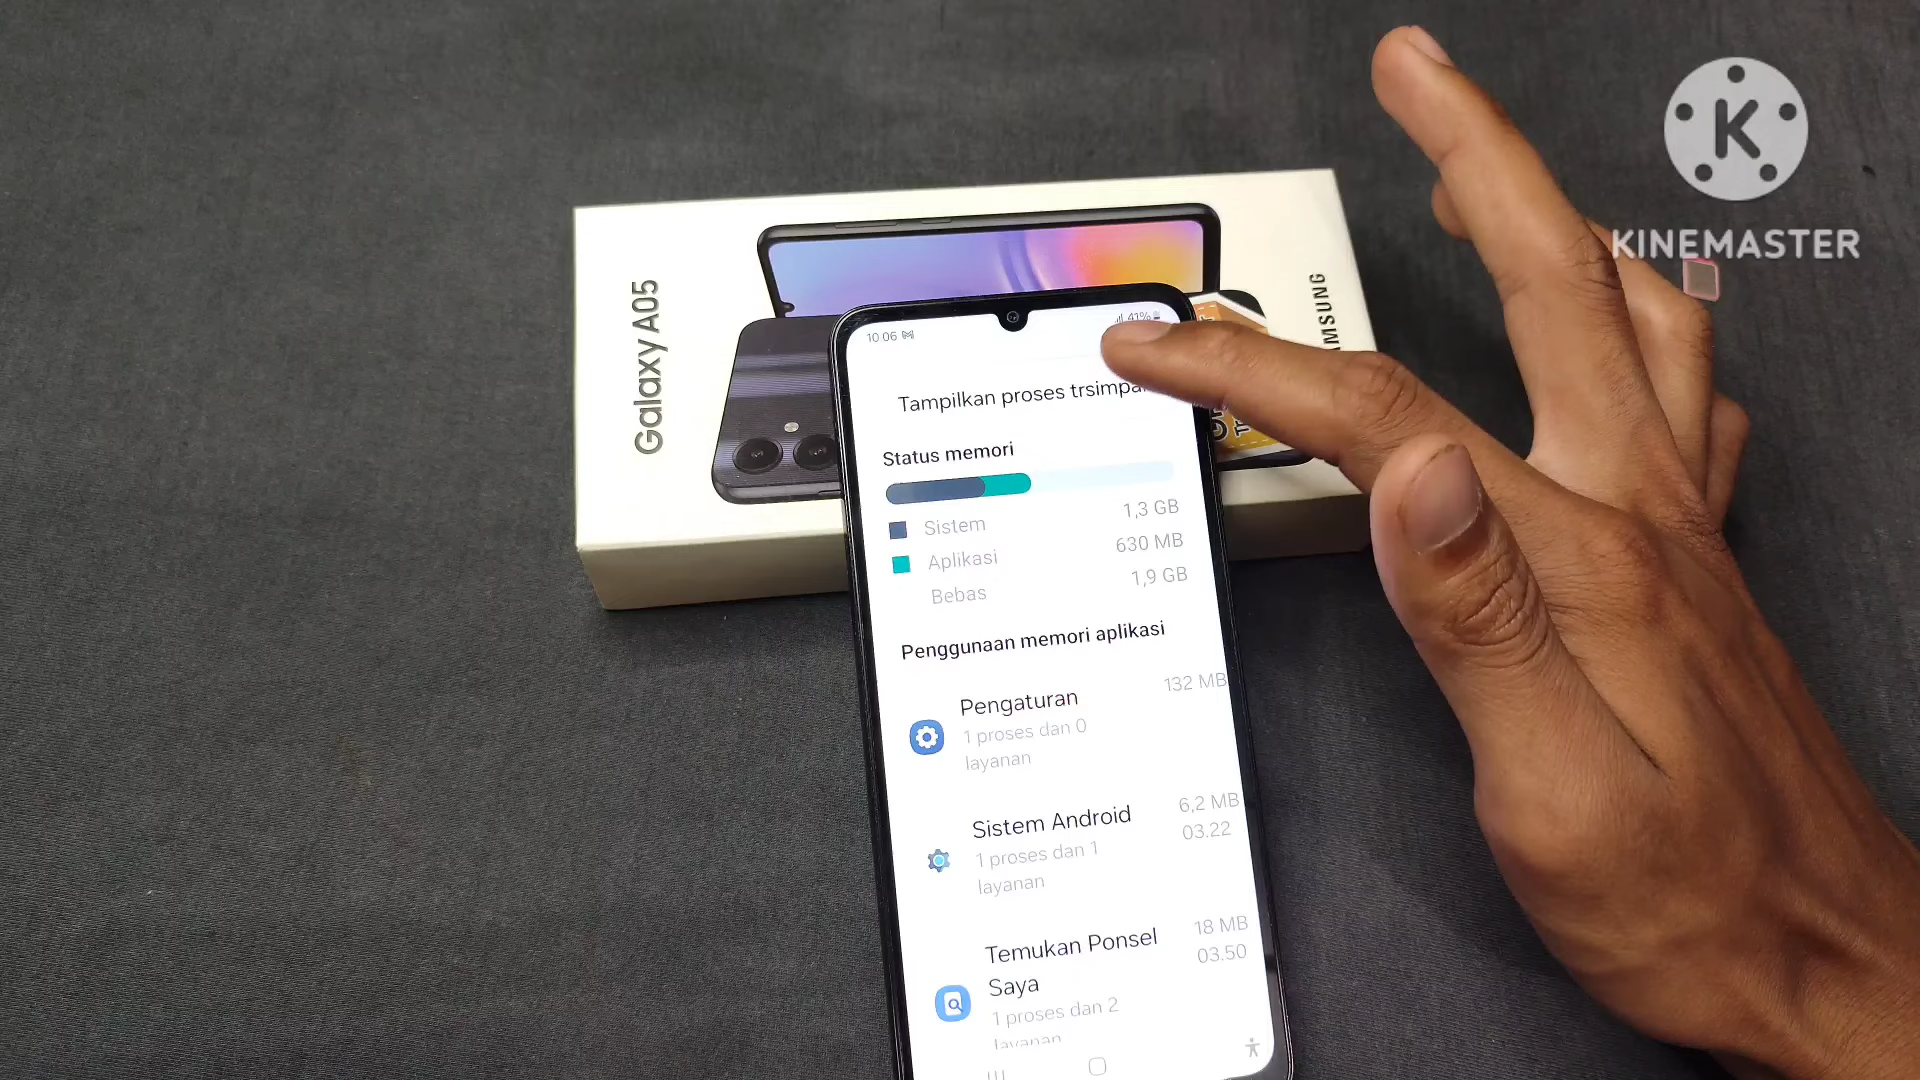 K
KINEMASTER
Galaxy A05
10.06
41%
Tampilkan proses trsimpa
Status memori
Sistem 1,3 GB
Aplikasi 630 MB
Bebas 1,9 GB
Penggunaan memori aplikasi
Pengaturan 132 MB
1 proses dan 0
layanan
Sistem Android 6,2 MB
1 proses dan 1 03.22
layanan
Temukan Ponsel 18 MB
Saya 03.50
1 proses dan 2
layanan
AMSUNG